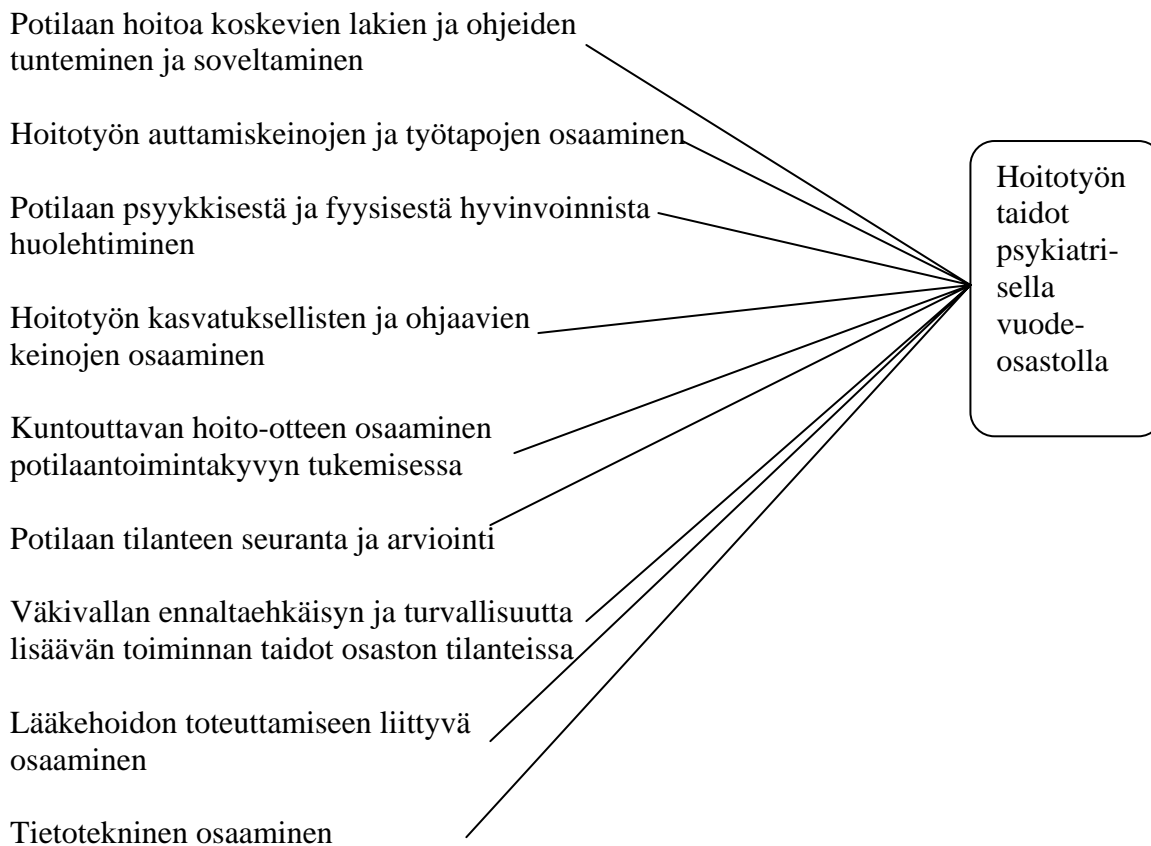 Potilaan hoitoa koskevien lakien ja ohjeiden
tunteminen ja soveltaminen
Hoitotyön auttamiskeinojen ja työtapojen osaaminen
Potilaan psyykkisestä ja fyysisestä hyvinvoinnista
huolehtiminen
Hoitotyön kasvatuksellisten ja ohjaavien
keinojen osaaminen
Kuntouttavan hoito-otteen osaaminen
potilaantoimintakyvyn tukemisessa
Potilaan tilanteen seuranta ja arviointi
Väkivallan ennaltaehkäisyn ja turvallisuutta
lisäävän toiminnan taidot osaston tilanteissa
Lääkehoidon toteuttamiseen liittyvä
osaaminen
Tietotekninen osaaminen
Hoitotyön
taidot
psykiatri-
sella
vuode-
osastolla